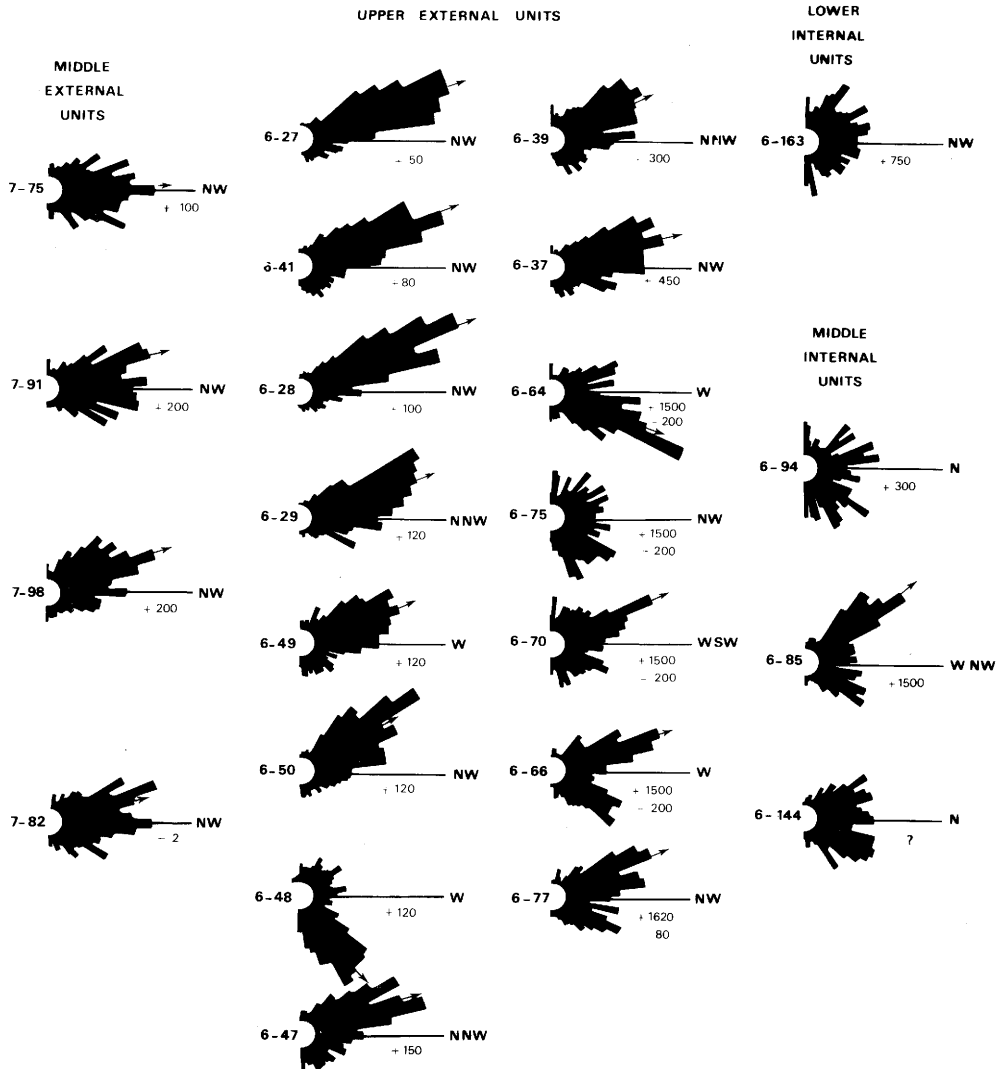 UPPER EXTERNAL UNITS
LOWER
INTERNAL
UNITS
MIDDLE
EXTERNAL
UNITS
7-75 NW
+ 100
7-91 NW
+ 200
7-98 NW
+ 200
7-82 NW
- 2
6-27 NW
+ 50
6-41 NW
+ 80
6-28 NW
+ 100
6-29 NNW
+ 120
6-49 W
+ 120
6-50 NW
+ 120
6-48 W
+ 120
6-47 NNW
+ 150
6-39 NNW
- 300
6-37 NW
+ 450
6-64 W
+ 1500
- 200
6-75 NW
+ 1500
- 200
6-70 WSW
+ 1500
- 200
6-66 W
+ 1500
- 200
6-77 NW
+ 1620
80
6-163 NW
+ 750
MIDDLE
INTERNAL
UNITS
6-94 N
+ 300
6-85 WNW
+ 1500
6-144 N
?